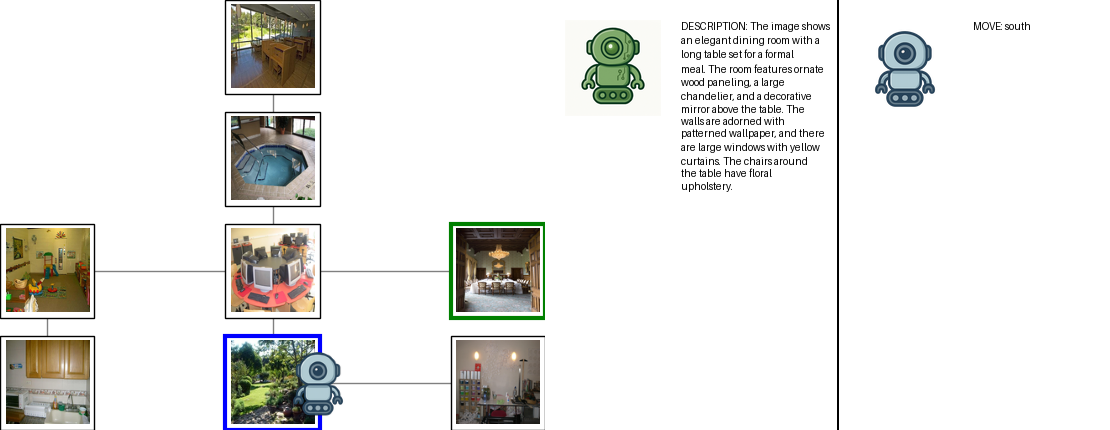 DESCRIPTION: The image shows
an elegant dining room with a
long table set for a formal
meal. The room features ornate
wood paneling, a large
chandelier, and a decorative
mirror above the table. The
walls are adorned with
patterned wallpaper, and there
are large windows with yellow
curtains. The chairs around
the table have floral
upholstery.
MOVE: south